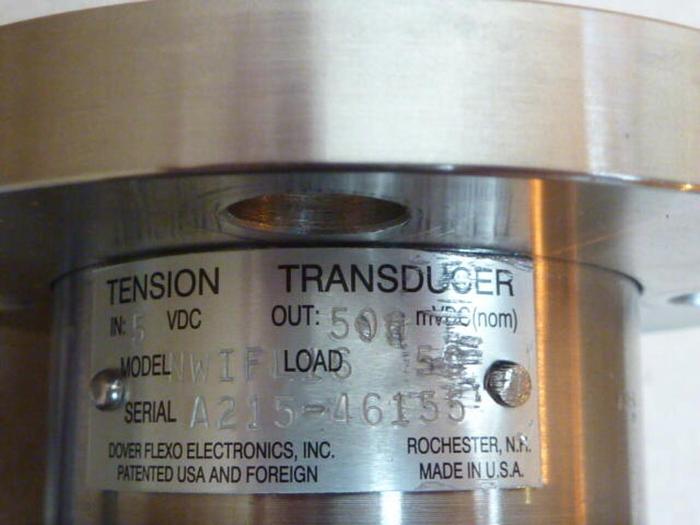 TENSION TRANSDUCER
IN: 5 VDC OUT: mVDC(nom)
MODEL LOAD
SERIAL A215-46155
DOVER FLEXO ELECTRONICS, INC. ROCHESTER, N.H.
PATENTED USA AND FOREIGN MADE IN U.S.A.